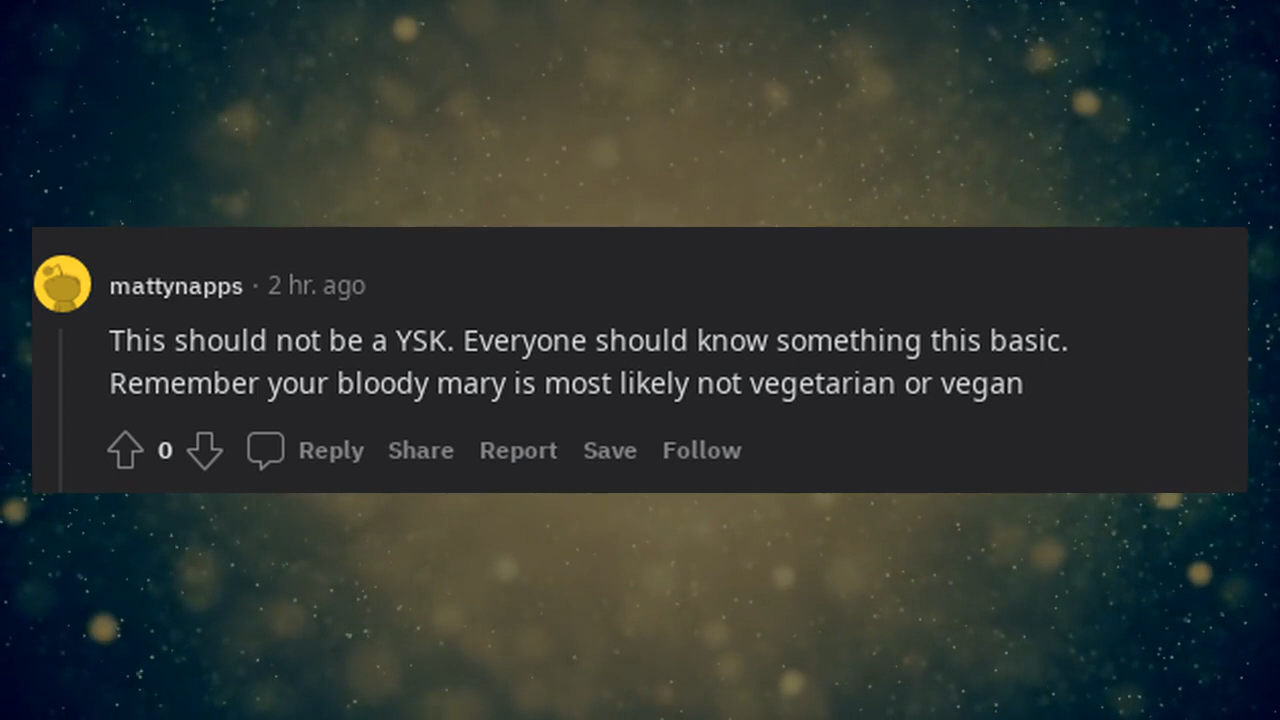 mattynapps · 2 hr. ago
This should not be a YSK. Everyone should know something this basic.
Remember your bloody mary is most likely not vegetarian or vegan
0 Reply Share Report Save Follow